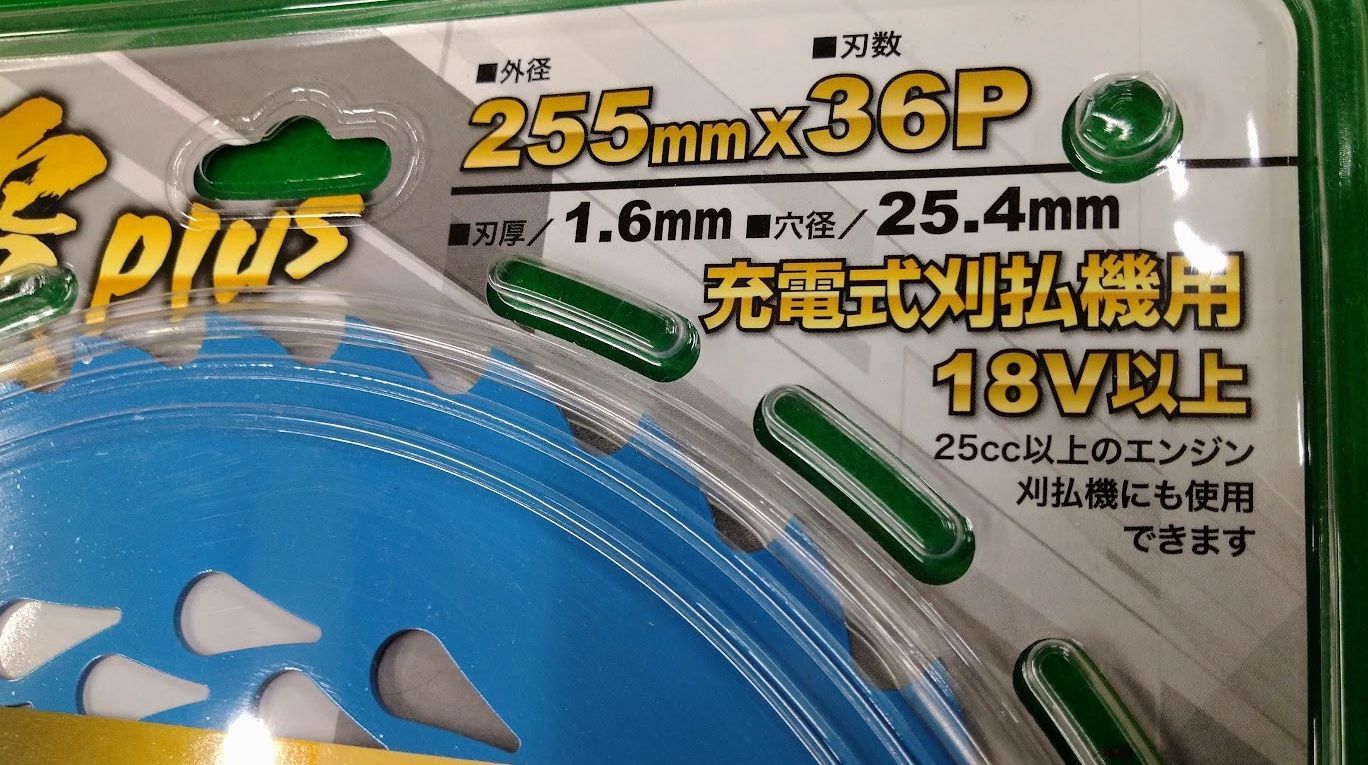 ■外径 ■刃数
255mmx36P
■刃厚/1.6mm ■穴径/25.4mm
plus
充電式刈払機用
18V以上
25cc以上のエンジン
刈払機にも使用
できます